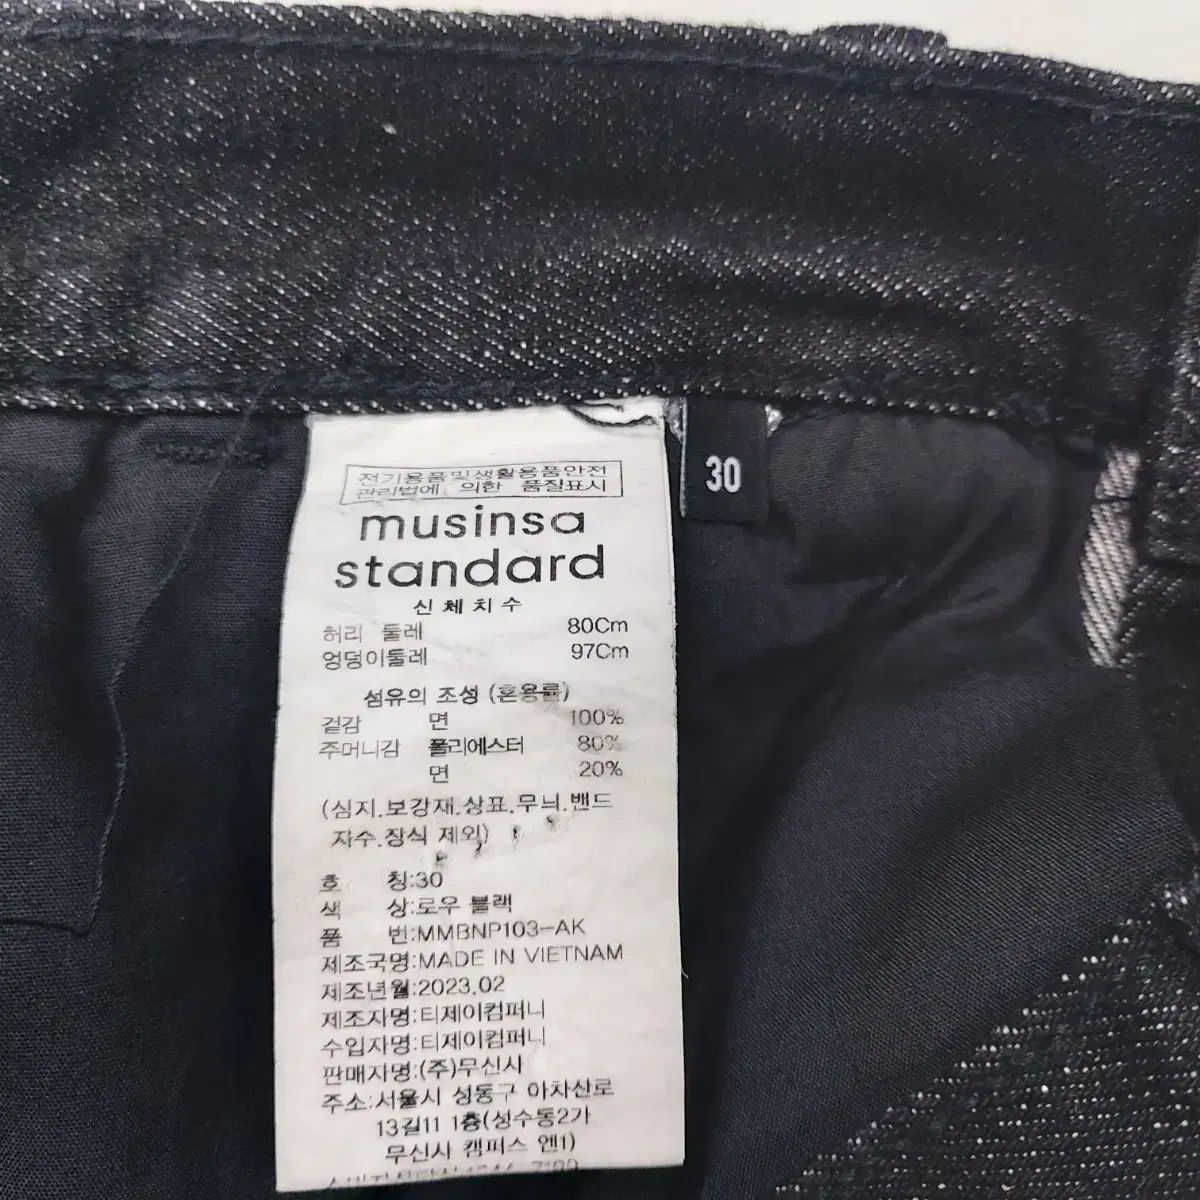 전기용품및생활용품안전
관리법에 의한 품질표시
musinsa
standard
30
신체치수
허리 둘레 80Cm
엉덩이둘레 97Cm
섬유의 조성 (혼용률)
겉감 면 100%
주머니감 폴리에스터 80%
면 20%
(심지.보강재.상표.무늬.밴드
자수.장식 제외)
호 칭:30
색 상:로우 블랙
품 번:MMBNP103-AK
제조국명:MADE IN VIETNAM
제조년월:2023.02
제조자명:티제이컴퍼니
수입자명:티제이컴퍼니
판매자명:(주)무신사
주소:서울시 성동구 아차산로
13길11 1층(성수동2가
무신사 캠퍼스 엔1)